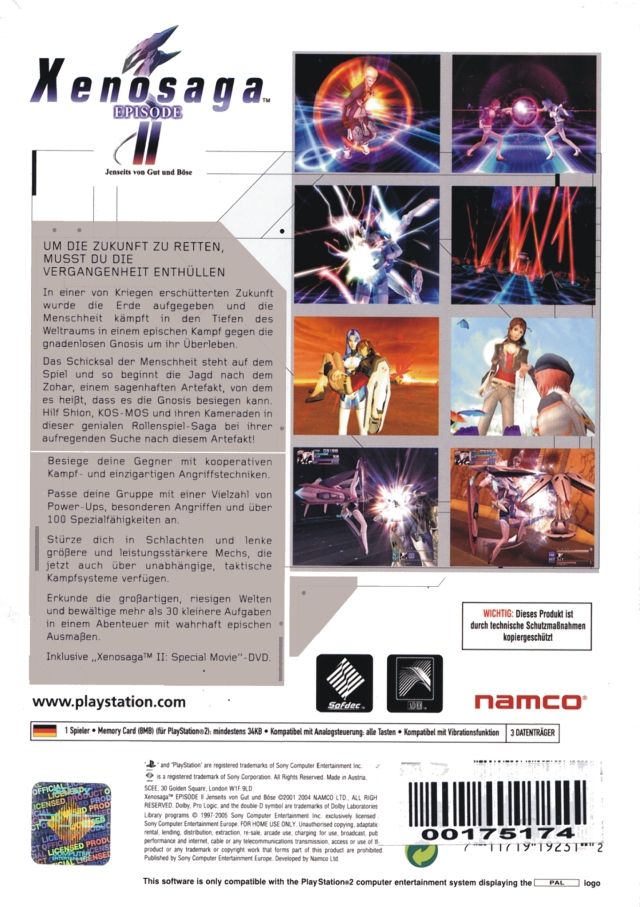 Xenosaga™
EPISODE
II
Jenseits von Gut und Böse
UM DIE ZUKUNFT ZU RETTEN,
MUSST DU DIE
VERGANGENHEIT ENTHÜLLEN
In einer von Kriegen erschütterten Zukunft
wurde die Erde aufgegeben und die
Menschheit kämpft in den Tiefen des
Weltraums in einem epischen Kampf gegen die
gnadenlosen Gnosis um ihr Überleben.
Das Schicksal der Menschheit steht auf dem
Spiel und so beginnt die Jagd nach dem
Zohar, einem sagenhaften Artefakt, von dem
es heißt, dass es die Gnosis besiegen kann.
Hilf Shion, KOS-MOS und ihren Kameraden in
dieser genialen Rollenspiel-Saga bei ihrer
aufregenden Suche nach diesem Artefakt!
Besiege deine Gegner mit kooperativen
Kampf- und einzigartigen Angriffstechniken.
Passe deine Gruppe mit einer Vielzahl von
Power-Ups, besonderen Angriffen und über
100 Spezialfähigkeiten an.
Stürze dich in Schlachten und lenke
größere und leistungsstärkere Mechs, die
jetzt auch über unabhängige, taktische
Kampfsysteme verfügen.
Erkunde die großartigen, riesigen Welten
und bewältige mehr als 30 kleinere Aufgaben
in einem Abenteuer mit wahrhaft epischen
Ausmaßen.
Inklusive „Xenosaga™ II: Special Movie"-DVD.
WICHTIG: Dieses Produkt ist
durch technische Schutzmaßnahmen
kopiergeschützt
www.playstation.com
Sofdec
namco®
1 Spieler • Memory Card (8MB) (für PlayStation®2): mindestens 34KB • Kompatibel mit Analogsteuerung: alle Tasten • Kompatibel mit Vibrationsfunktion
3 DATENTRÄGER
and "PlayStation" are registered trademarks of Sony Computer Entertainment Inc.
is a registered trademark of Sony Corporation. All Rights Reserved. Made in Austria.
SCEE, 30 Golden Square, London W1F 9LD
Xenosaga™ EPISODE II Jenseits von Gut und Böse ©2001 2004 NAMCO LTD., ALL RIGH
RESERVED. Dolby, Pro Logic and the double-D symbol are trademarks of Dolby Laboratories
Library programs © 1997-2005 Sony Computer Entertainment Inc. exclusively licensed
Sony Computer Entertainment Europe. FOR HOME USE ONLY. Unauthorised copying, adaptatio
rental, lending, distribution, extraction, re-sale, arcade use, charging for use, broadcast, pub
performance and internet, cable or any telecommunications transmission, access or use of th
product or any trademark or copyright work that forms part of this product are prohibited
Published by Sony Computer Entertainment Europe. Developed by Namco Ltd.
OFFICIAL
LICENSED PRODUCT
00175174
7 11719 19231 2
This software is only compatible with the PlayStation®2 computer entertainment system displaying the PAL logo